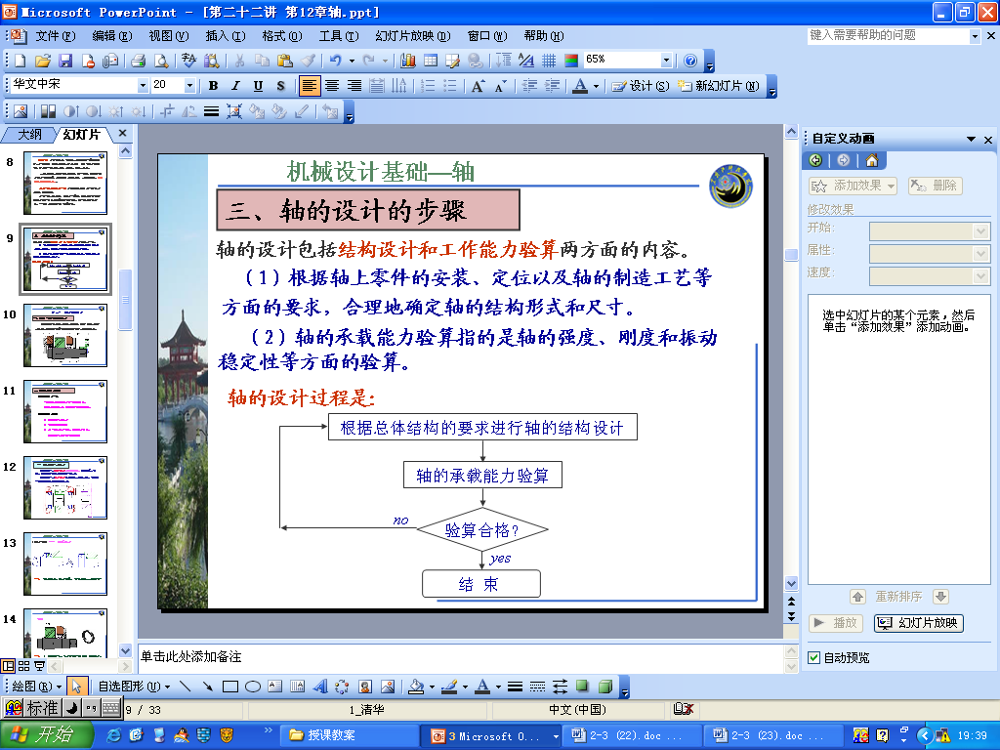 Microsoft PowerPoint - [第二十二讲 第12章轴.ppt]
文件(F) 编辑(E) 视图(V) 插入(I) 格式(O) 工具(T) 幻灯片放映(D) 窗口(W) 帮助(H) 键入需要帮助的问题
65%
华文中宋 20 B I U S A A A 设计(S) 新幻灯片(N)
大纲 幻灯片
8
9
10
11
12
13
14
机械设计基础—轴
三、轴的设计的步骤
轴的设计包括结构设计和工作能力验算两方面的内容。
（1）根据轴上零件的安装、定位以及轴的制造工艺等
方面的要求，合理地确定轴的结构形式和尺寸。
（2）轴的承载能力验算指的是轴的强度、刚度和振动
稳定性等方面的验算。
轴的设计过程是:
根据总体结构的要求进行轴的结构设计
轴的承载能力验算
no
验算合格?
yes
结 束
单击此处添加备注
自定义动画
添加效果 删除
修改效果
开始:
属性:
速度:
选中幻灯片的某个元素，然后
单击“添加效果”添加动画。
重新排序
播放 幻灯片放映
自动预览
绘图(R) 自选图形(U)
标准 9 / 33 1_清华 中文(中国)
开始 授课教案 3 Microsoft O... 2-3 (22).doc ... 2-3 (23).doc ... 19:39